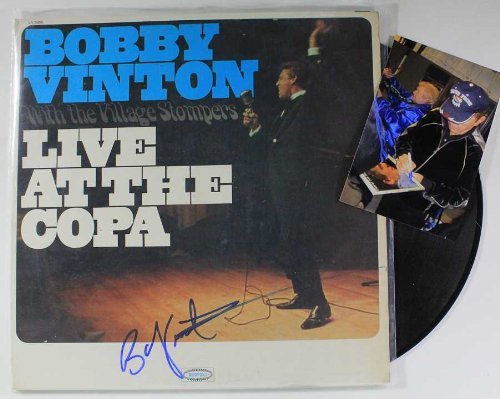 BOBBY
VINTON
With the Village Stompers
LIVE
AT THE
COPA